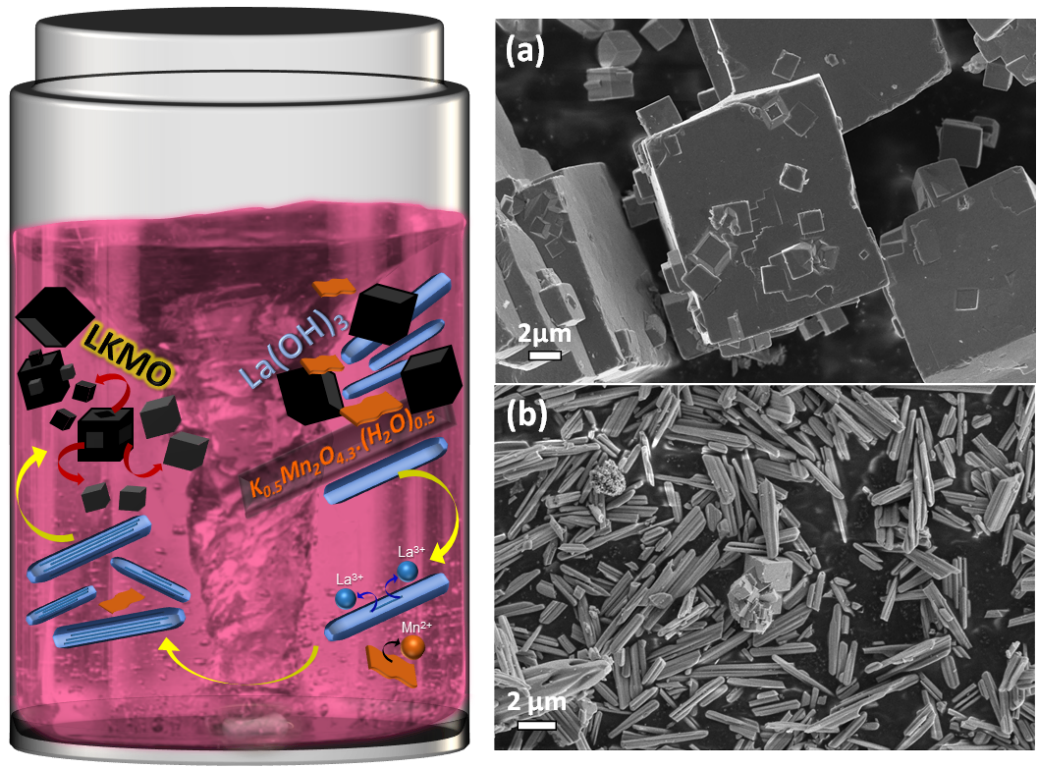 LKMO
La(OH)₃
K₀.₅Mn₂O₄.₃.(H₂O)₀.₅
La³⁺
La³⁺
Mn²⁺
(a)
2μm
(b)
2 μm